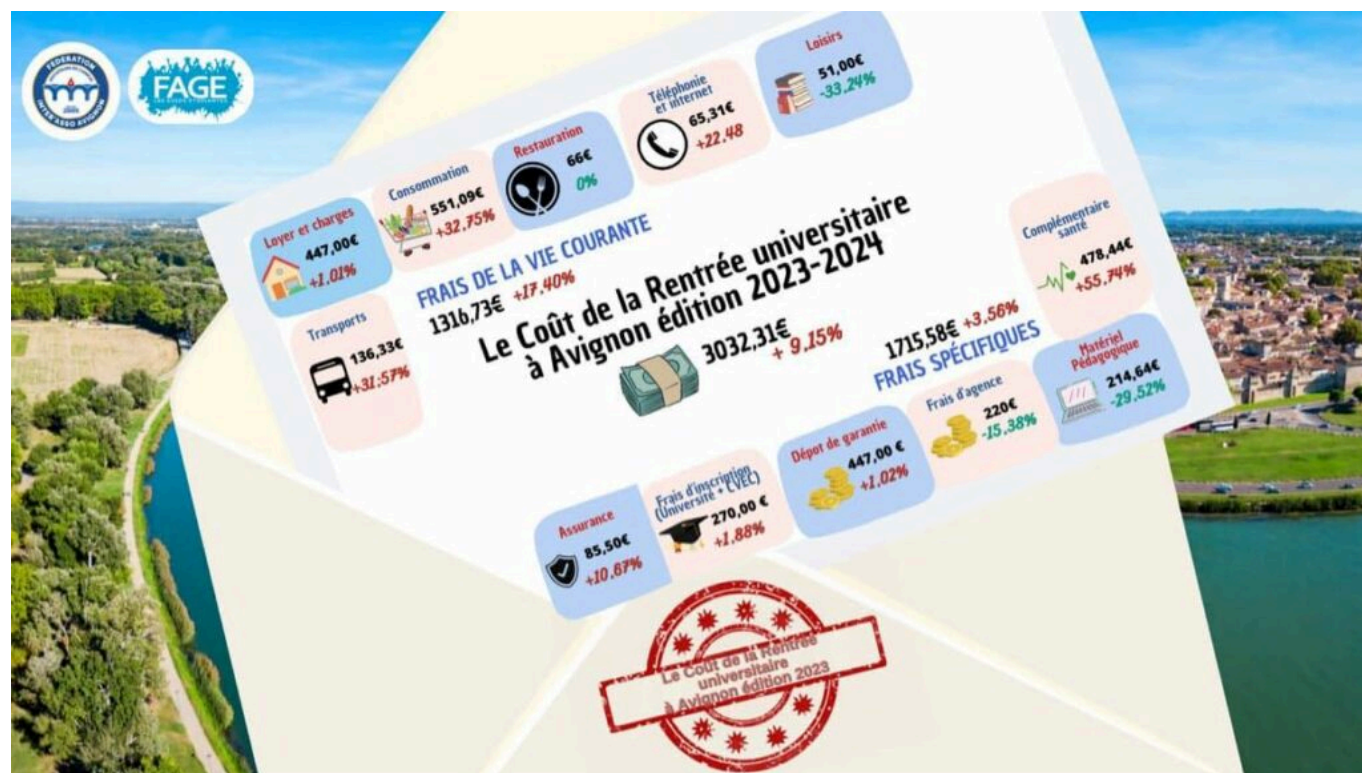 FÉDÉRATION
INTER ASSO AVIGNON
FAGE
Loyer et charges
447,00€
+1,01%
Consommation
551,09€
+32,75%
Restauration
66€
0%
Téléphonie
et internet
65,31€
+22,48
Loisirs
51,00€
-33,24%
Transports
136,33€
+31,57%
FRAIS DE LA VIE COURANTE
1316,73€ +17,40%
Le Coût de la Rentrée universitaire
à Avignon édition 2023-2024
3032,31€
+ 9,15%
1715,58€ +3,56%
FRAIS SPÉCIFIQUES
Complémentaire
santé
478,44€
+55,74%
Matériel
Pédagogique
214,64€
-29,52%
Frais d'agence
220€
-15,38%
Dépot de garantie
447,00 €
+1,02%
Frais d'inscription
(Université + CVEC)
270,00 €
+1,88%
Assurance
85,50€
+10,67%
Le Coût de la Rentrée
universitaire
à Avignon édition 2023